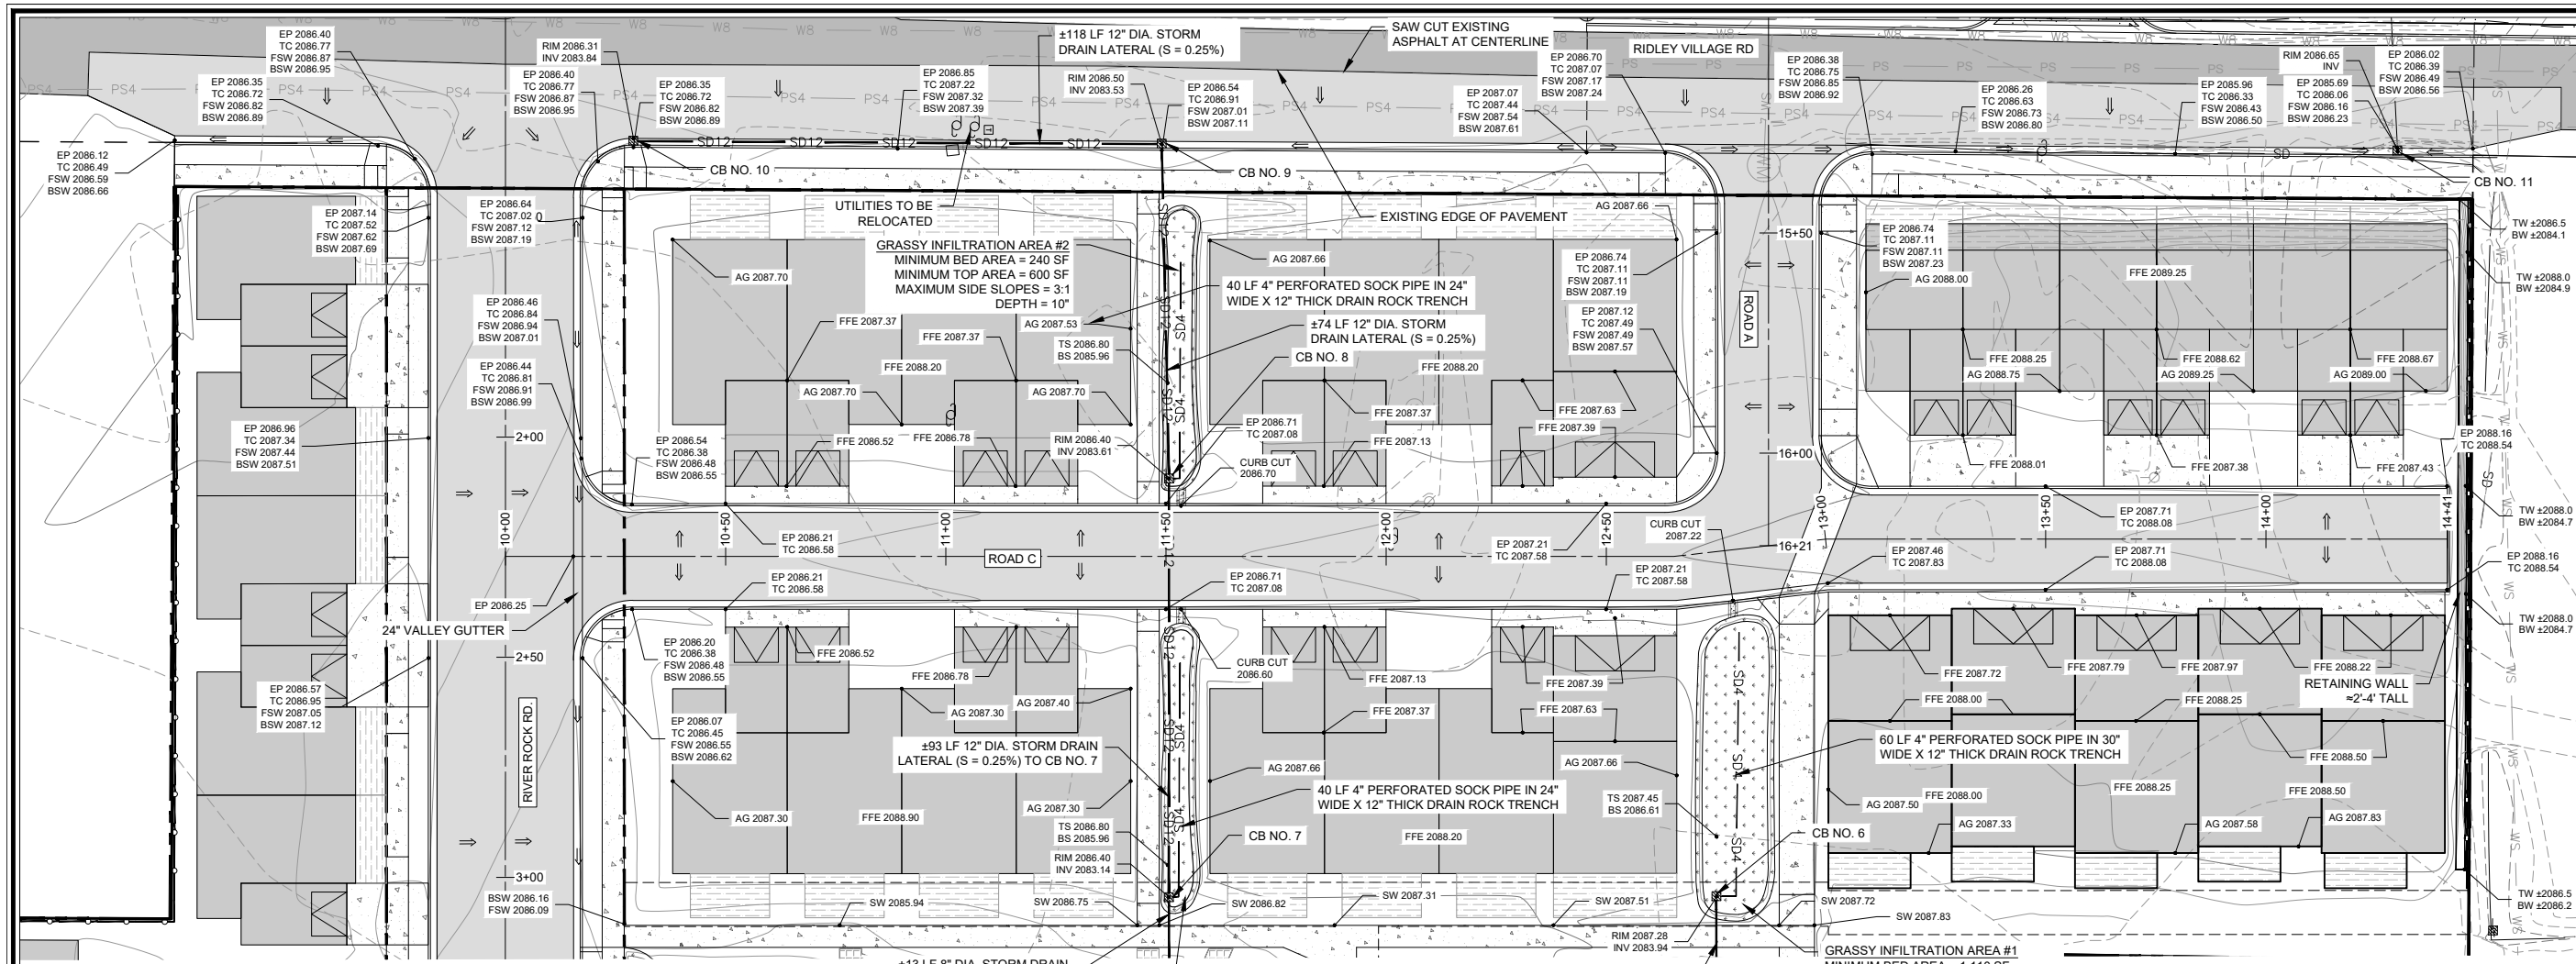 EP 2086.40
TC 2086.77
FSW 2086.87
BSW 2086.95
EP 2086.35
TC 2086.72
FSW 2086.82
BSW 2086.89
EP 2086.12
TC 2086.49
FSW 2086.59
BSW 2086.66
RIM 2086.31
INV 2083.84
EP 2086.40
TC 2086.77
FSW 2086.87
BSW 2086.95
EP 2086.35
TC 2086.72
FSW 2086.82
BSW 2086.89
EP 2086.85
TC 2087.22
FSW 2087.32
BSW 2087.39
±118 LF 12" DIA. STORM
DRAIN LATERAL (S = 0.25%)
RIM 2086.50
INV 2083.53
EP 2086.54
TC 2086.91
FSW 2087.01
BSW 2087.11
SAW CUT EXISTING
ASPHALT AT CENTERLINE
EP 2087.07
TC 2087.44
FSW 2087.54
BSW 2087.61
EP 2086.70
TC 2087.07
FSW 2087.17
BSW 2087.24
RIDLEY VILLAGE RD
EP 2086.38
TC 2086.75
FSW 2086.85
BSW 2086.92
EP 2086.26
TC 2086.63
FSW 2086.73
BSW 2086.80
EP 2085.96
TC 2086.33
FSW 2086.43
BSW 2086.50
RIM 2086.65
INV
EP 2085.69
TC 2086.06
FSW 2086.16
BSW 2086.23
EP 2086.02
TC 2086.39
FSW 2086.49
BSW 2086.56
W8 W8 W8 W8 W8 W8
PS4 PS4 PS4 PS4 PS4 PS4
PS PS PS PS PS
SD12 SD12 SD12 SD12 SD12
SD
CB NO. 10
CB NO. 9
CB NO. 11
UTILITIES TO BE
RELOCATED
EXISTING EDGE OF PAVEMENT
EP 2087.14
TC 2087.52
FSW 2087.62
BSW 2087.69
EP 2086.64
TC 2087.02
FSW 2087.12
BSW 2087.19
GRASSY INFILTRATION AREA #2
MINIMUM BED AREA = 240 SF
MINIMUM TOP AREA = 600 SF
MAXIMUM SIDE SLOPES = 3:1
DEPTH = 10"
AG 2087.70
AG 2087.66
AG 2087.66
15+50
EP 2086.74
TC 2087.11
FSW 2087.11
BSW 2087.19
EP 2086.74
TC 2087.11
FSW 2087.11
BSW 2087.23
AG 2088.00
FFE 2089.25
TW ±2086.5
BW ±2084.1
TW ±2088.0
BW ±2084.9
40 LF 4" PERFORATED SOCK PIPE IN 24"
WIDE X 12" THICK DRAIN ROCK TRENCH
EP 2086.46
TC 2086.84
FSW 2086.94
BSW 2087.01
FFE 2087.37
FFE 2087.37
AG 2087.53
TS 2086.80
BS 2085.96
±74 LF 12" DIA. STORM
DRAIN LATERAL (S = 0.25%)
CB NO. 8
EP 2087.12
TC 2087.49
FSW 2087.49
BSW 2087.57
ROAD A
FFE 2088.20
FFE 2088.20
FFE 2088.25
FFE 2088.62
FFE 2088.67
AG 2088.75
AG 2089.25
AG 2089.00
EP 2086.44
TC 2086.81
FSW 2086.91
BSW 2086.99
AG 2087.70
AG 2087.70
FFE 2087.37
FFE 2087.63
FFE 2087.39
EP 2086.96
TC 2087.34
FSW 2087.44
BSW 2087.51
2+00
EP 2086.54
TC 2086.38
FSW 2086.48
BSW 2086.55
FFE 2086.52
FFE 2086.78
RIM 2086.40
INV 2083.61
EP 2086.71
TC 2087.08
CURB CUT
2086.70
FFE 2087.13
16+00
FFE 2088.01
FFE 2087.38
FFE 2087.43
EP 2088.16
TC 2088.54
10+00
10+50
11+00
11+50
12+00
12+50
13+00
13+50
14+00
14+41
TW ±2088.0
BW ±2084.7
EP 2086.21
TC 2086.58
ROAD C
EP 2087.21
TC 2087.58
CURB CUT
2087.22
16+21
EP 2087.71
TC 2088.08
EP 2087.46
TC 2087.83
EP 2087.71
TC 2088.08
EP 2088.16
TC 2088.54
EP 2086.21
TC 2086.58
EP 2086.71
TC 2087.08
EP 2087.21
TC 2087.58
EP 2086.25
24" VALLEY GUTTER
TW ±2088.0
BW ±2084.7
EP 2086.20
TC 2086.38
FSW 2086.48
BSW 2086.55
FFE 2086.52
FFE 2086.78
CURB CUT
2086.60
FFE 2087.13
FFE 2087.39
2+50
EP 2086.57
TC 2086.95
FSW 2087.05
BSW 2087.12
FFE 2087.72
FFE 2087.79
FFE 2087.97
FFE 2088.22
RETAINING WALL
≈2'-4' TALL
FFE 2088.00
FFE 2088.25
AG 2087.30
AG 2087.40
FFE 2087.37
FFE 2087.63
EP 2086.07
TC 2086.45
FSW 2086.55
BSW 2086.62
RIVER ROCK RD.
±93 LF 12" DIA. STORM DRAIN
LATERAL (S = 0.25%) TO CB NO. 7
60 LF 4" PERFORATED SOCK PIPE IN 30"
WIDE X 12" THICK DRAIN ROCK TRENCH
FFE 2088.50
AG 2087.66
AG 2087.66
40 LF 4" PERFORATED SOCK PIPE IN 24"
WIDE X 12" THICK DRAIN ROCK TRENCH
FFE 2088.25
FFE 2088.50
AG 2087.50
FFE 2088.00
AG 2087.30
FFE 2088.90
AG 2087.30
TS 2086.80
BS 2085.96
CB NO. 7
FFE 2088.20
TS 2087.45
BS 2086.61
CB NO. 6
AG 2087.33
AG 2087.58
AG 2087.83
RIM 2086.40
INV 2083.14
3+00
BSW 2086.16
FSW 2086.09
SW 2085.94
SW 2086.75
SW 2086.82
SW 2087.31
SW 2087.51
SW 2087.72
SW 2087.83
TW ±2086.5
BW ±2086.2
RIM 2087.28
INV 2083.94
GRASSY INFILTRATION AREA #1
±13 LF 8" DIA. STORM DRAIN